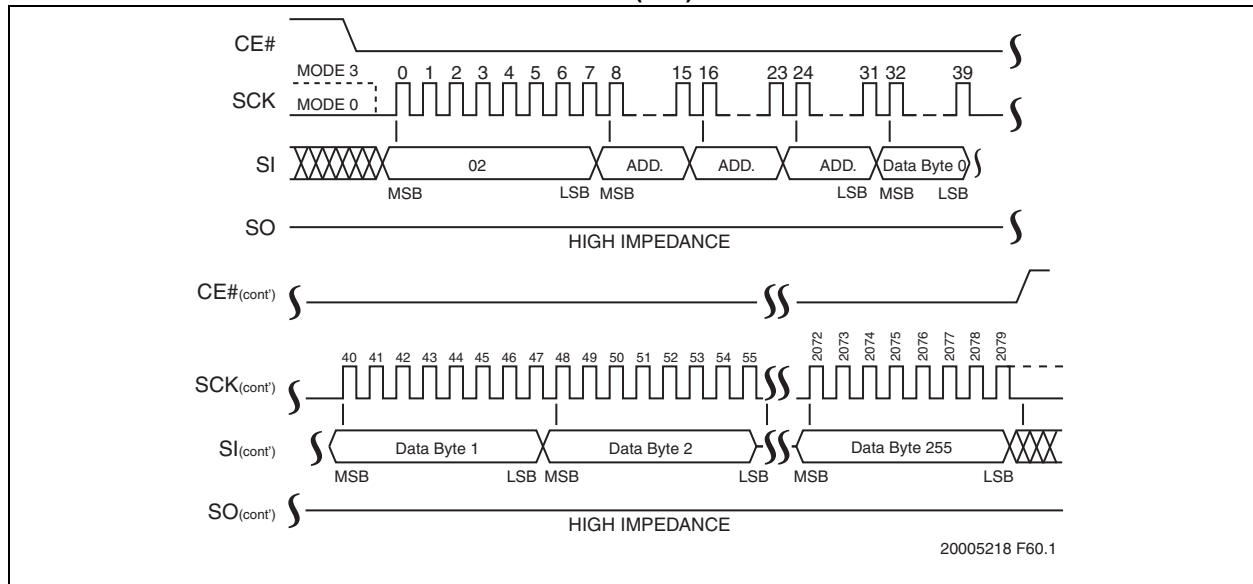 CE#
MODE 3
0 1 2 3 4 5 6 7 8 15 16 23 24 31 32 39
SCK
MODE 0
SI 02 ADD. ADD. ADD. Data Byte 0
MSB LSB MSB LSB MSB LSB
SO
HIGH IMPEDANCE
CE#(cont')
40 41 42 43 44 45 46 47 48 49 50 51 52 53 54 55 2072 2073 2074 2075 2076 2077 2078 2079
SCK(cont')
SI(cont') Data Byte 1 Data Byte 2 Data Byte 255
MSB LSB MSB LSB MSB LSB
SO(cont')
HIGH IMPEDANCE
20005218 F60.1